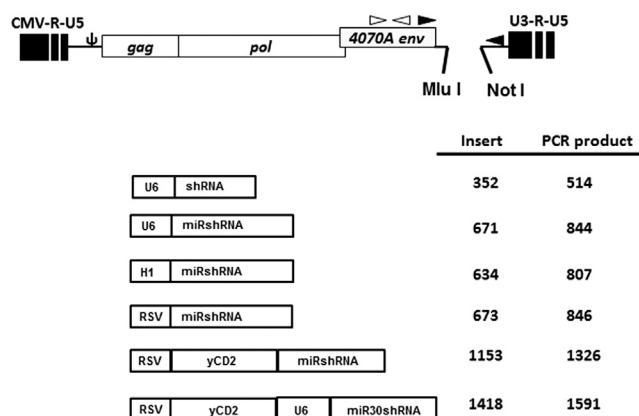 CMV-R-U5 U3-R-U5
ψ gag pol 4070A env
Mlu I Not I
Insert PCR product
U6 shRNA 352 514
U6 miRshRNA 671 844
H1 miRshRNA 634 807
RSV miRshRNA 673 846
RSV yCD2 miRshRNA 1153 1326
RSV yCD2 U6 miR30shRNA 1418 1591